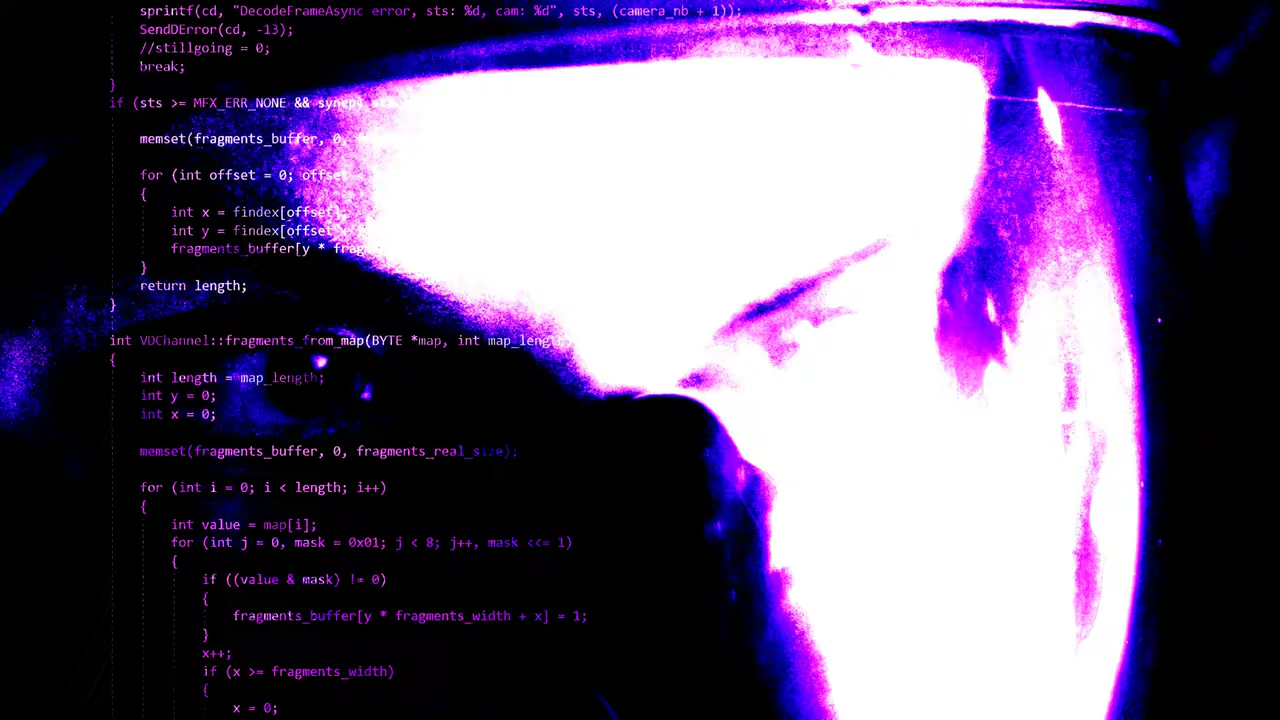 sprintf(cd, "DecodeFrameAsync error, sts: %d, cam: %d", sts, (camera_nb + 1));
SendDError(cd, -13);
//stillgoing = 0;
break;
}
if (sts >= MFX_ERR_NONE && syncp)
memset(fragments_buffer, 0,
for (int offset = 0; offset
{
int x = findex[offset];
int y = findex[offset
fragments_buffer[y *
}
return length;
}
int VDChannel::fragments_from_map(BYTE *map, int map_length
{
int length = map_length;
int y = 0;
int x = 0;
memset(fragments_buffer, 0, fragments_real_size);
for (int i = 0; i < length; i++)
{
int value = map[i];
for (int j = 0, mask = 0x01; j < 8; j++, mask <<= 1)
{
if ((value & mask) != 0)
{
fragments_buffer[y * fragments_width + x] = 1;
}
x++;
if (x >= fragments_width)
{
x = 0;